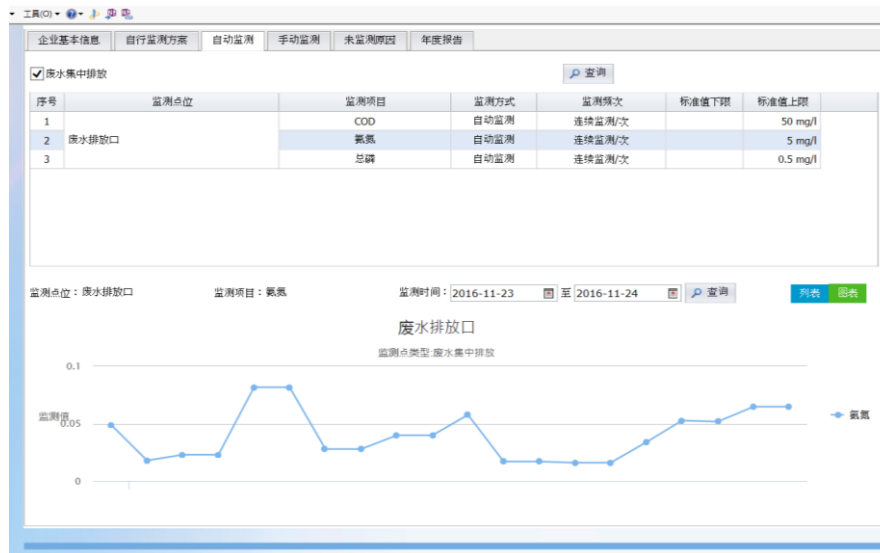 工具(O)
企业基本信息 自行监测方案 自动监测 手动监测 未监测原因 年度报告
废水集中排放 查询
序号 监测点位 监测项目 监测方式 监测频次 标准值下限 标准值上限
1 COD 自动监测 连续监测/次 50 mg/l
2 废水排放口 氨氮 自动监测 连续监测/次 5 mg/l
3 总磷 自动监测 连续监测/次 0.5 mg/l
监测点位：废水排放口 监测项目：氨氮 监测时间：2016-11-23 至 2016-11-24 查询 列表 图表
废水排放口
监测点类型:废水集中排放
0.1
监测值
0.05
氨氮
0